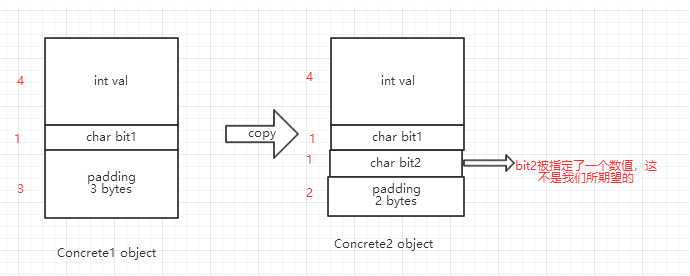 4
int val
1
char bit1
3
padding
3 bytes
Concrete1 object
copy
4
int val
1
char bit1
1
char bit2
2
padding
2 bytes
Concrete2 object
bit2被指定了一个数值，这
不是我们所期望的